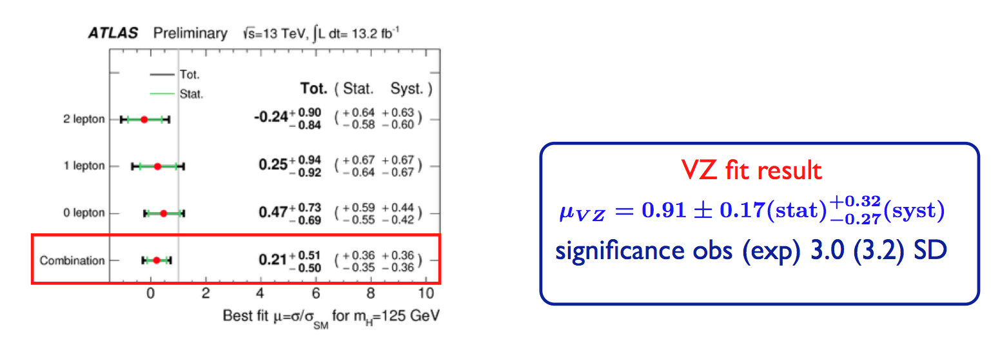 ATLAS Preliminary √s=13 TeV, ∫L dt= 13.2 fb⁻¹
Tot.
Stat.
Tot. ( Stat. Syst. )
2 lepton -0.24 +0.90 −0.84 ( +0.64 −0.58 +0.63 −0.60 )
1 lepton 0.25 +0.94 −0.92 ( +0.67 −0.64 +0.67 −0.67 )
0 lepton 0.47 +0.73 −0.69 ( +0.59 −0.55 +0.44 −0.42 )
Combination 0.21 +0.51 −0.50 ( +0.36 −0.35 +0.36 −0.36 )
0 2 4 6 8 10
Best fit μ=σ/σ_SM for m_H=125 GeV
VZ fit result
μ_VZ = 0.91 ± 0.17(stat) +0.32 −0.27 (syst)
significance obs (exp) 3.0 (3.2) SD